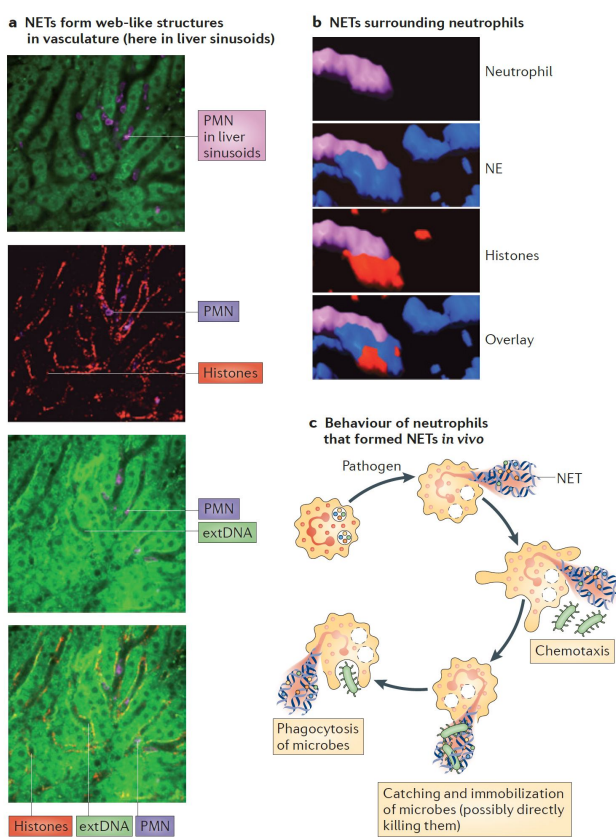 a NETs form web-like structures
in vasculature (here in liver sinusoids)
PMN
in liver
sinusoids
PMN
Histones
PMN
extDNA
Histones
extDNA
PMN
b NETs surrounding neutrophils
Neutrophil
NE
Histones
Overlay
c Behaviour of neutrophils
that formed NETs in vivo
Pathogen
NET
Chemotaxis
Catching and immobilization
of microbes (possibly directly
killing them)
Phagocytosis
of microbes